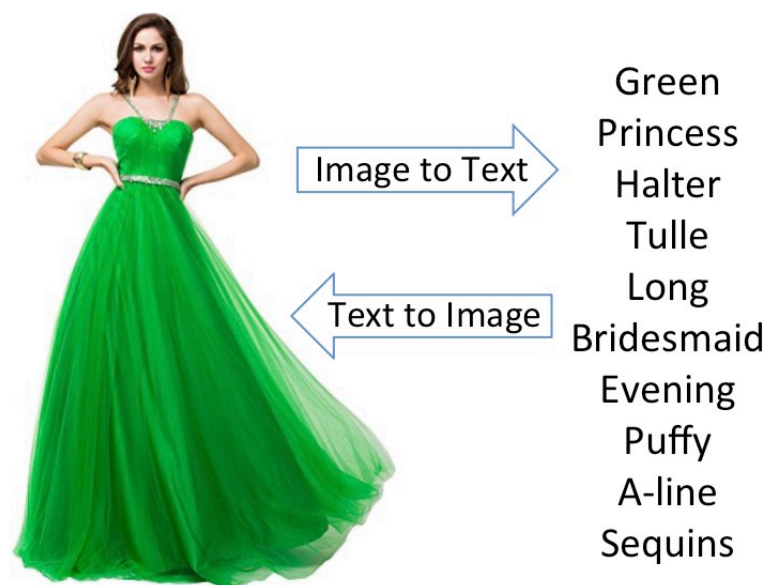 Image to Text
Text to Image
Green
Princess
Halter
Tulle
Long
Bridesmaid
Evening
Puffy
A-line
Sequins